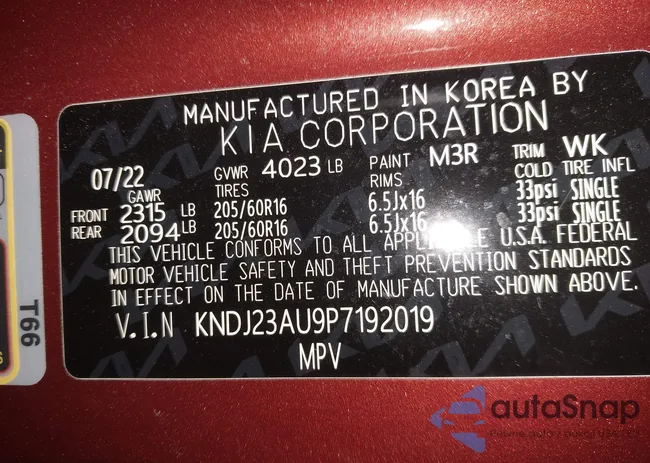 MANUFACTURED IN KOREA BY
KIA CORPORATION
07/22 GVWR 4023 LB PAINT M3R TRIM WK
GAWR TIRES RIMS COLD TIRE INFL
FRONT 2315 LB 205/60R16 6.5Jx16 33psi SINGLE
REAR 2094 LB 205/60R16 6.5Jx16 33psi SINGLE
THIS VEHICLE CONFORMS TO ALL APPLICABLE U.S.A. FEDERAL
MOTOR VEHICLE SAFETY AND THEFT PREVENTION STANDARDS
IN EFFECT ON THE DATE OF MANUFACTURE SHOWN ABOVE.
V.I.N KNDJ23AU9P7192019
MPV
T66
autaSnap